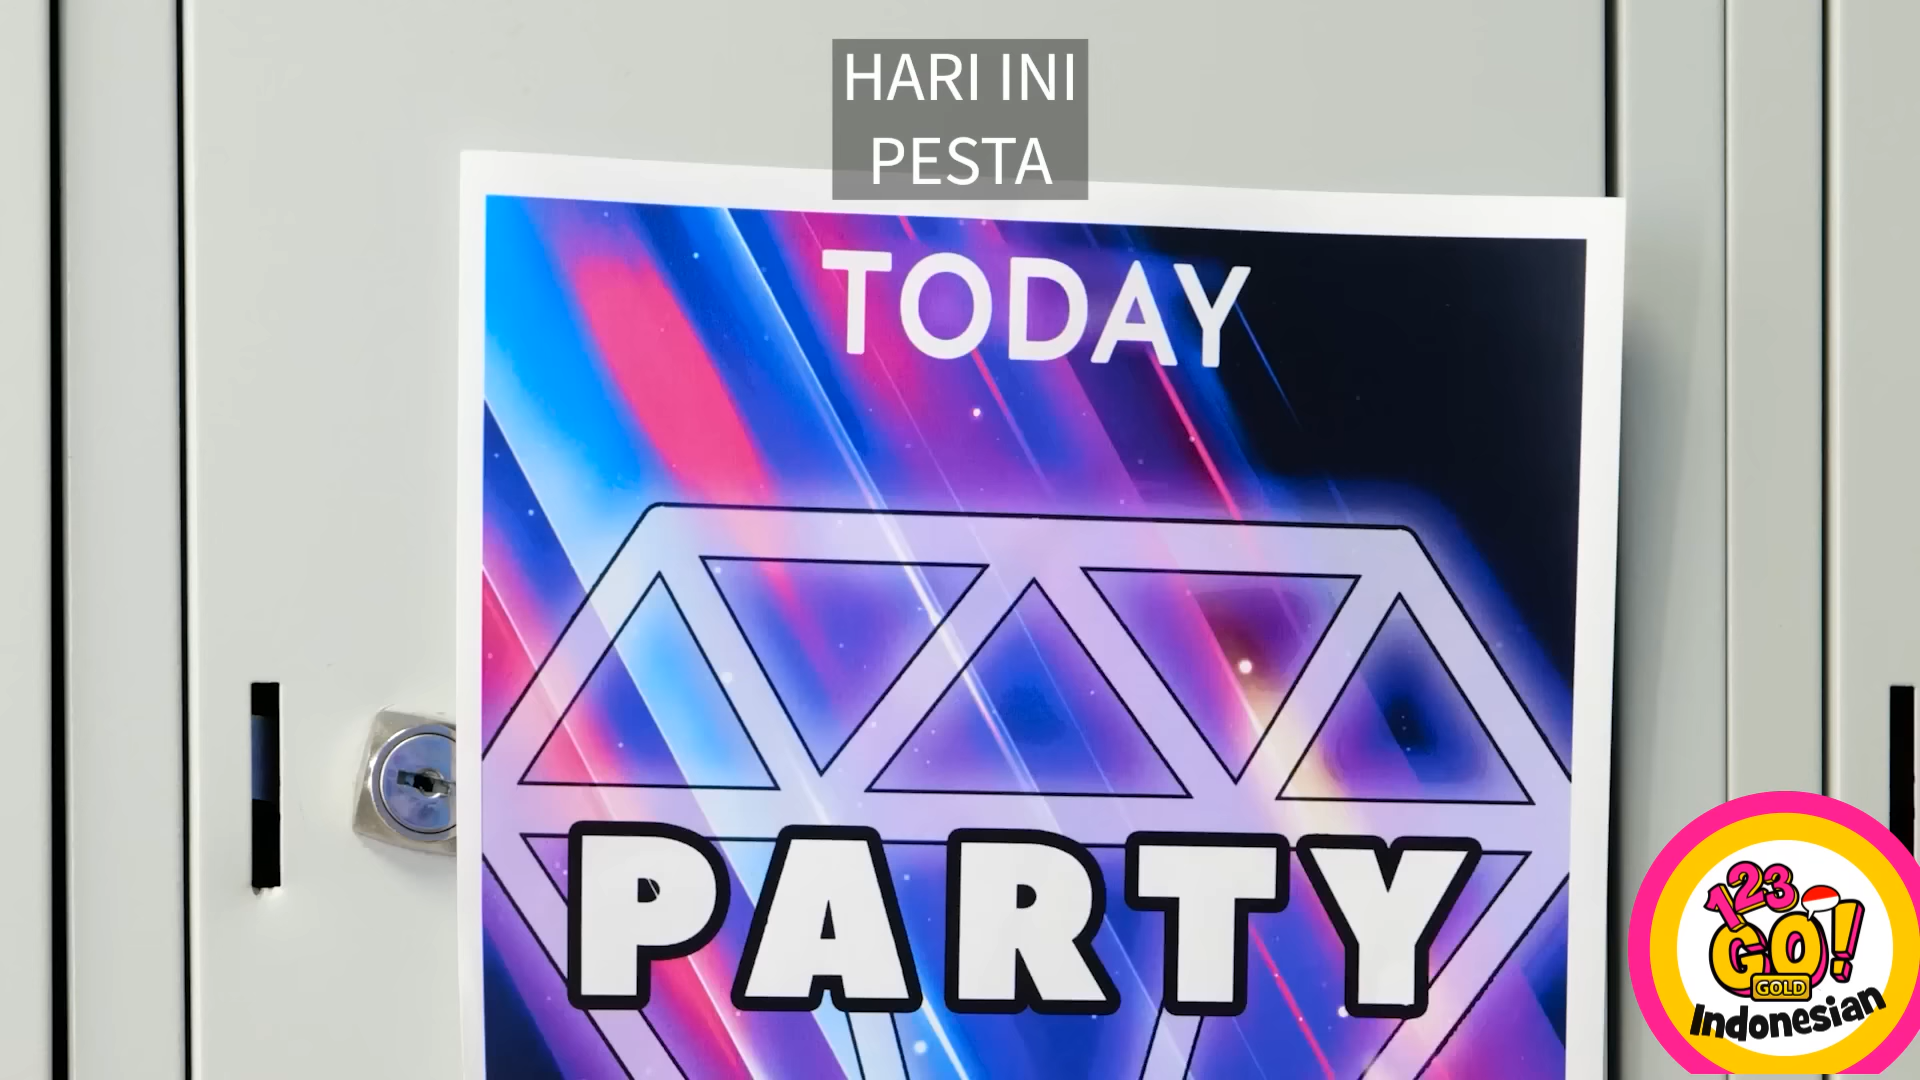 HARI INI
PESTA
TODAY
PARTY
123
GO!
GOLD
Indonesian